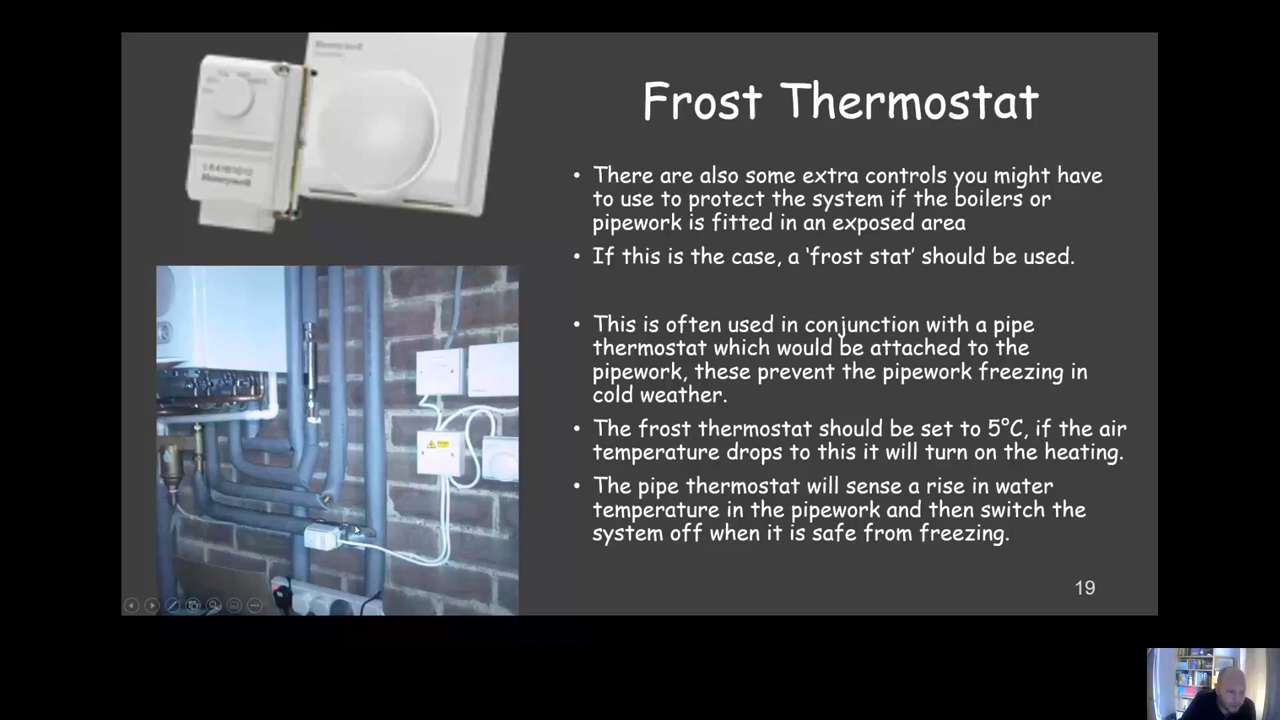 Honeywell
Honeywell
Frost Thermostat
• There are also some extra controls you might have
to use to protect the system if the boilers or
pipework is fitted in an exposed area
• If this is the case, a ‘frost stat’ should be used.
• This is often used in conjunction with a pipe
thermostat which would be attached to the
pipework, these prevent the pipework freezing in
cold weather.
• The frost thermostat should be set to 5°C, if the air
temperature drops to this it will turn on the heating.
• The pipe thermostat will sense a rise in water
temperature in the pipework and then switch the
system off when it is safe from freezing.
19